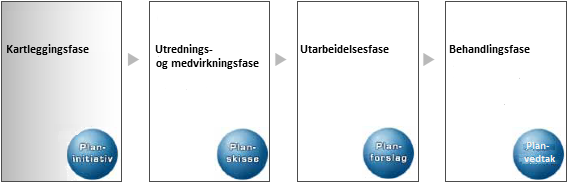 Kartleggingsfase
Plan-
initiativ
Utrednings-
og medvirkningsfase
Plan-
skisse
Utarbeidelsesfase
Plan-
forslag
Behandlingsfase
Plan-
vedtak